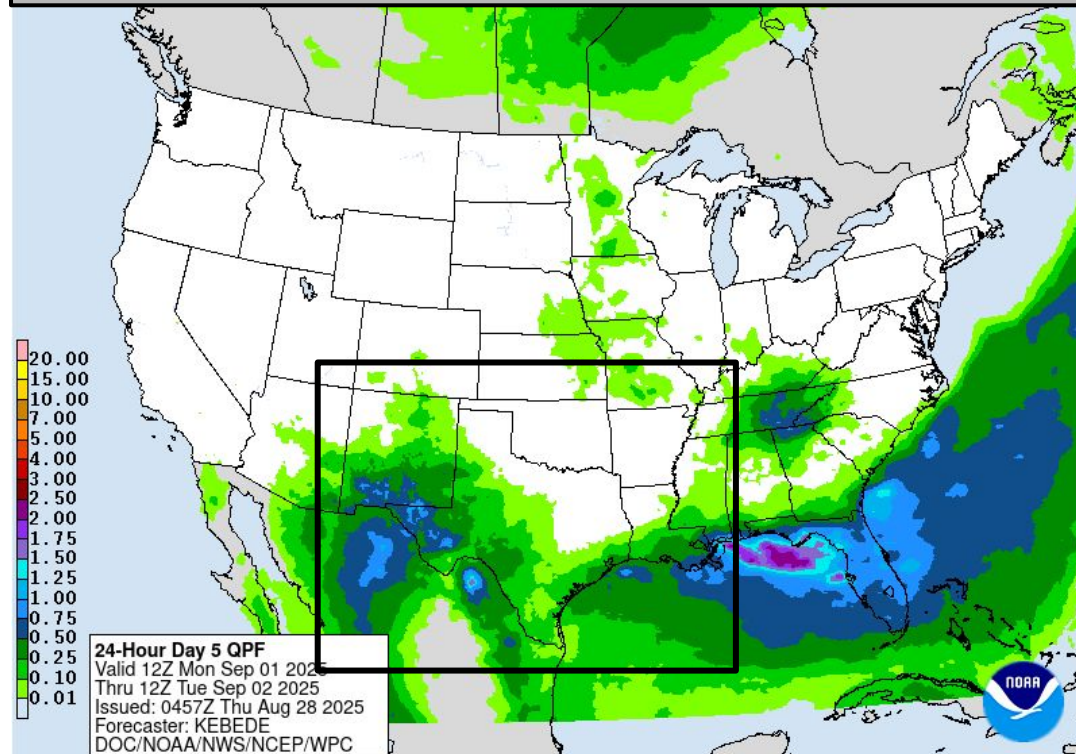 20.00
15.00
10.00
7.00
5.00
4.00
3.00
2.50
2.00
1.75
1.50
1.25
1.00
0.75
0.50
0.25
0.10
0.01
24-Hour Day 5 QPF
Valid 12Z Mon Sep 01 2025
Thru 12Z Tue Sep 02 2025
Issued: 0457Z Thu Aug 28 2025
Forecaster: KEBEDE
DOC/NOAA/NWS/NCEP/WPC
NOAA